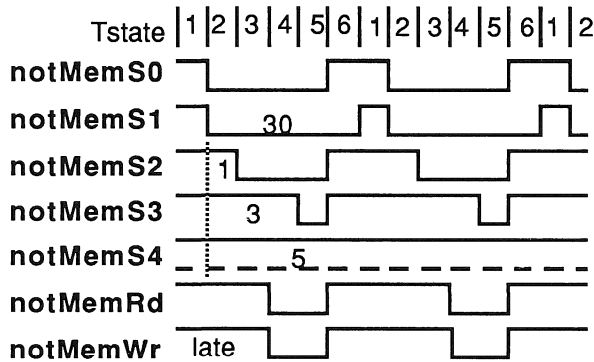 Tstate |1|2|3|4|5|6|1|2|3|4|5|6|1|2
notMemS0
notMemS1 30
notMemS2 1
notMemS3 3
notMemS4 5
notMemRd
notMemWr late